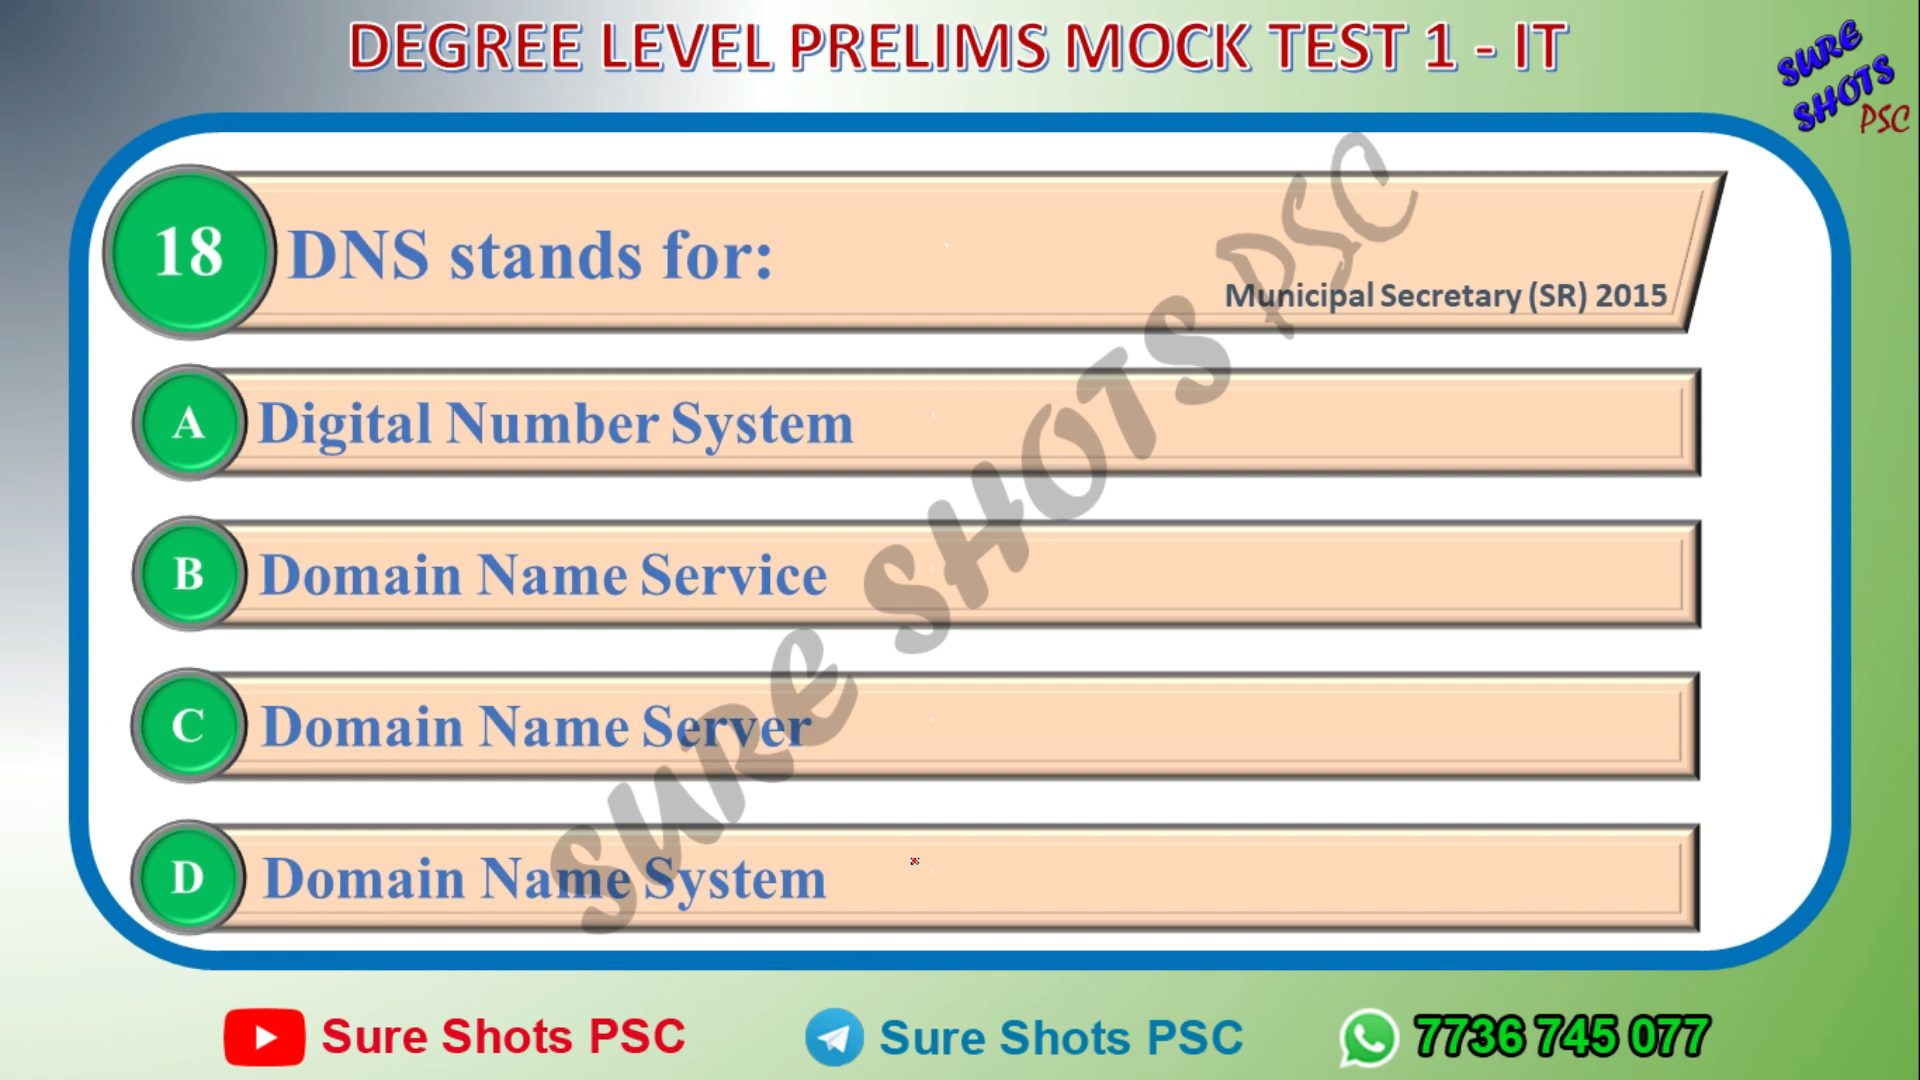 DEGREE LEVEL PRELIMS MOCK TEST 1 - IT
SURE
SHOTS
PSC
18
DNS stands for:
Municipal Secretary (SR) 2015
A
Digital Number System
B
Domain Name Service
C
Domain Name Server
D
Domain Name System
SURE SHOTS PSC
Sure Shots PSC
Sure Shots PSC
7736 745 077